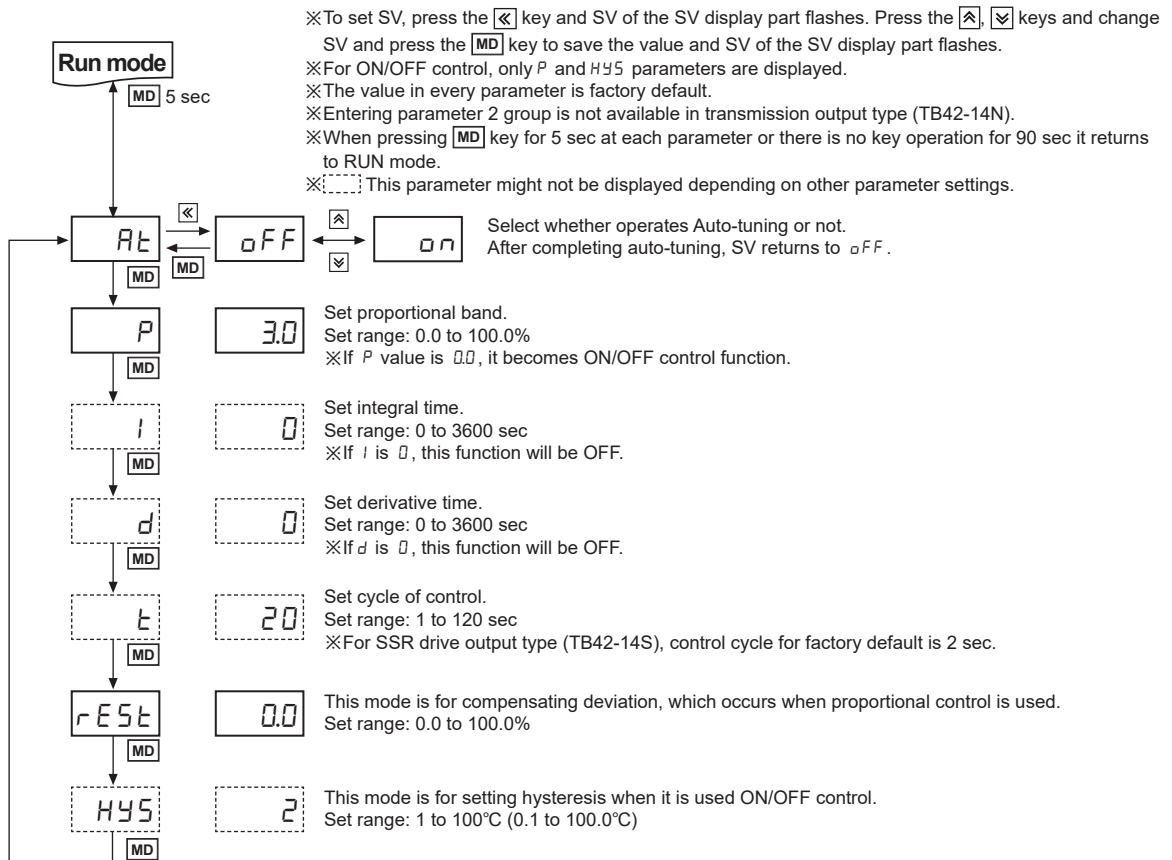 ※To set SV, press the « key and SV of the SV display part flashes. Press the ︽, ︾ keys and change
SV and press the MD key to save the value and SV of the SV display part flashes.
※For ON/OFF control, only P and HYS parameters are displayed.
※The value in every parameter is factory default.
※Entering parameter 2 group is not available in transmission output type (TB42-14N).
※When pressing MD key for 5 sec at each parameter or there is no key operation for 90 sec it returns
to RUN mode.
※ This parameter might not be displayed depending on other parameter settings.
Run mode
MD 5 sec
At
«
MD
oFF
︽
︾
on
Select whether operates Auto-tuning or not.
After completing auto-tuning, SV returns to oFF.
MD
P
3.0
Set proportional band.
Set range: 0.0 to 100.0%
※If P value is 0.0, it becomes ON/OFF control function.
MD
I
0
Set integral time.
Set range: 0 to 3600 sec
※If I is 0, this function will be OFF.
MD
d
0
Set derivative time.
Set range: 0 to 3600 sec
※If d is 0, this function will be OFF.
MD
t
20
Set cycle of control.
Set range: 1 to 120 sec
※For SSR drive output type (TB42-14S), control cycle for factory default is 2 sec.
MD
rESt
0.0
This mode is for compensating deviation, which occurs when proportional control is used.
Set range: 0.0 to 100.0%
MD
HYS
2
This mode is for setting hysteresis when it is used ON/OFF control.
Set range: 1 to 100℃ (0.1 to 100.0℃)
MD